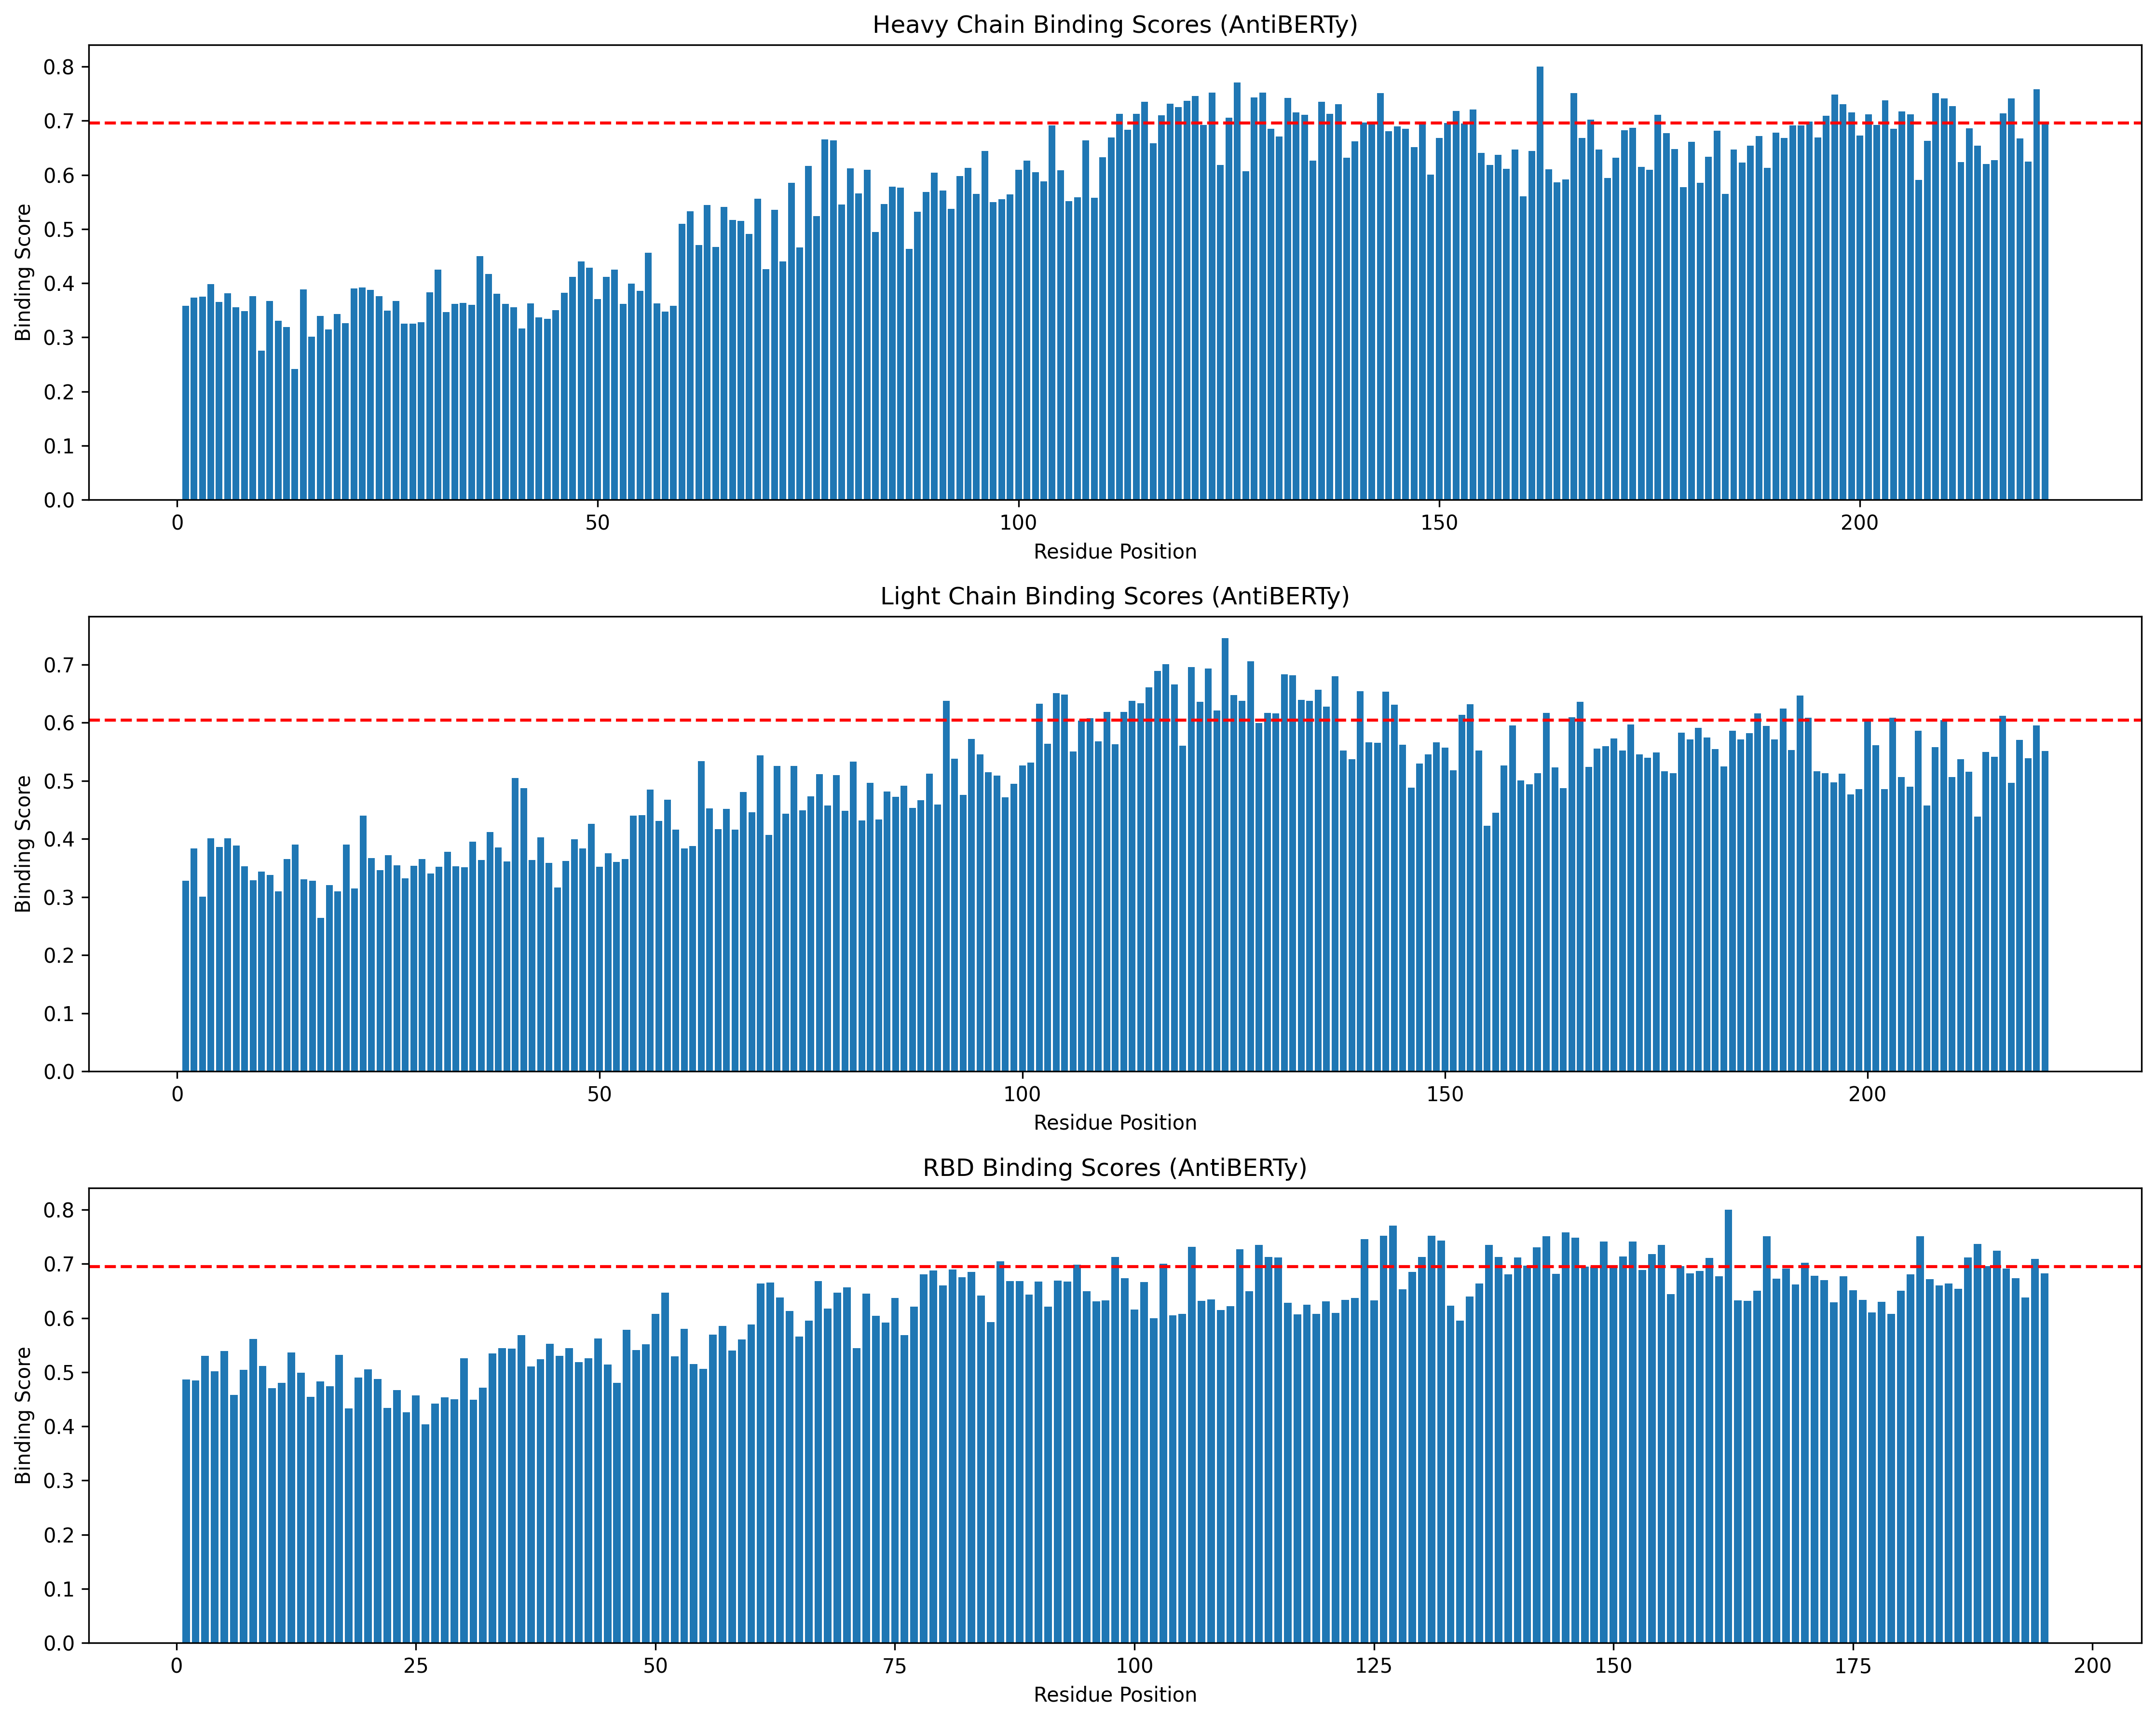 Heavy Chain Binding Scores (AntiBERTy)
0.8
0.7
0.6
0.5
0.4
0.3
0.2
0.1
0.0
Binding Score
0 50 100 150 200
Residue Position
Light Chain Binding Scores (AntiBERTy)
0.7
0.6
0.5
0.4
0.3
0.2
0.1
0.0
Binding Score
0 50 100 150 200
Residue Position
RBD Binding Scores (AntiBERTy)
0.8
0.7
0.6
0.5
0.4
0.3
0.2
0.1
0.0
Binding Score
0 25 50 75 100 125 150 175 200
Residue Position